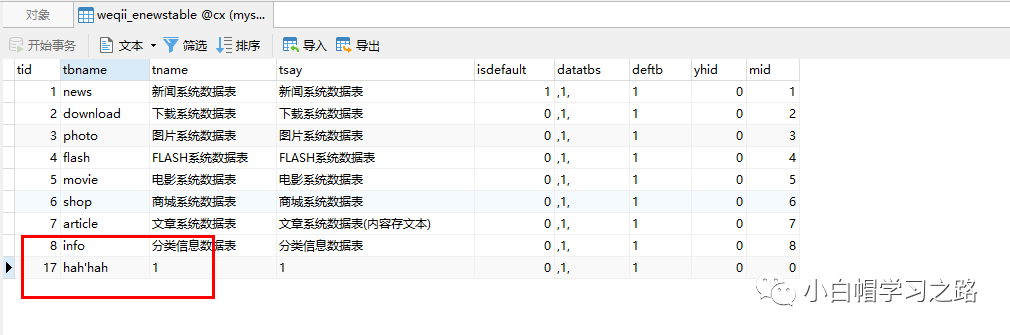 对象 weqii_enewstable @cx (mys...
开始事务 文本 筛选 排序 导入 导出
tid tbname tname tsay isdefault datatbs deftb yhid mid
1 news 新闻系统数据表 新闻系统数据表 1 ,1, 1 0 1
2 download 下载系统数据表 下载系统数据表 0 ,1, 1 0 2
3 photo 图片系统数据表 图片系统数据表 0 ,1, 1 0 3
4 flash FLASH系统数据表 FLASH系统数据表 0 ,1, 1 0 4
5 movie 电影系统数据表 电影系统数据表 0 ,1, 1 0 5
6 shop 商城系统数据表 商城系统数据表 0 ,1, 1 0 6
7 article 文章系统数据表 文章系统数据表(内容存文本) 0 ,1, 1 0 7
8 info 分类信息数据表 分类信息数据表 0 ,1, 1 0 8
17 hah'hah 1 1 0 ,1, 1 0 0
小白帽学习之路